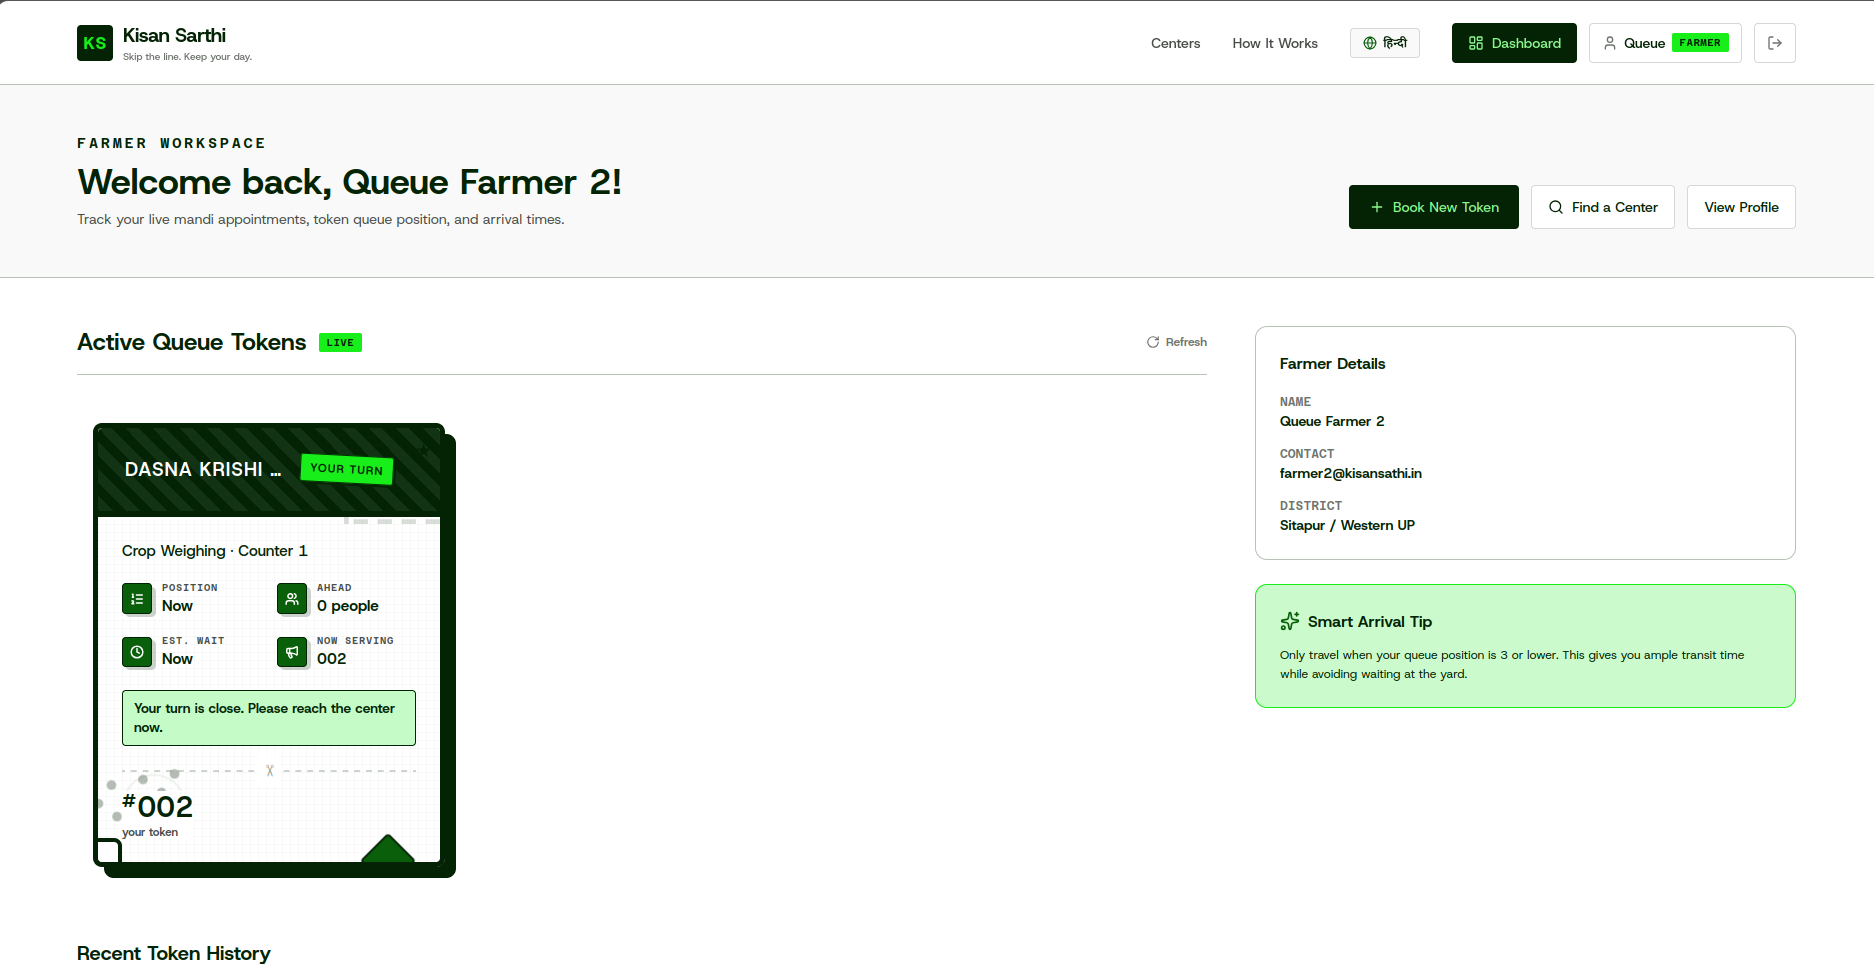 KS
Kisan Sarthi
Skip the line. Keep your day.
Centers
How It Works
हिन्दी
Dashboard
Queue FARMER
FARMER WORKSPACE
Welcome back, Queue Farmer 2!
Track your live mandi appointments, token queue position, and arrival times.
Book New Token
Find a Center
View Profile
Active Queue Tokens LIVE
Refresh
DASNA KRISHI ...
YOUR TURN
Crop Weighing · Counter 1
POSITION
Now
AHEAD
0 people
EST. WAIT
Now
NOW SERVING
002
Your turn is close. Please reach the center
now.
#002
your token
Farmer Details
NAME
Queue Farmer 2
CONTACT
farmer2@kisansathi.in
DISTRICT
Sitapur / Western UP
Smart Arrival Tip
Only travel when your queue position is 3 or lower. This gives you ample transit time
while avoiding waiting at the yard.
Recent Token History